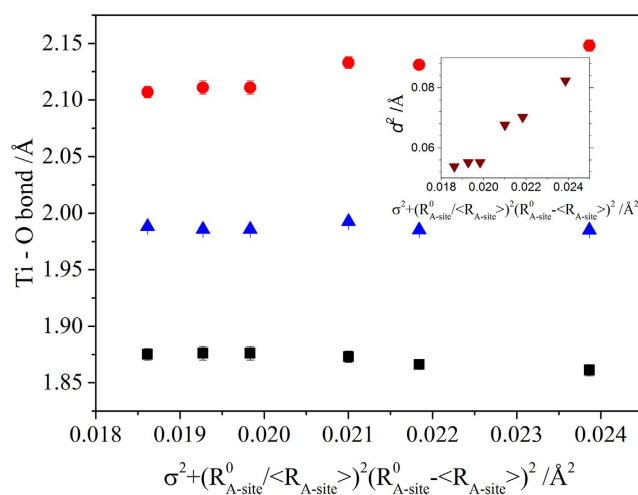 Ti - O bond /Å
2.15
2.10
2.05
2.00
1.95
1.90
1.85
0.018 0.019 0.020 0.021 0.022 0.023 0.024
σ²+(R⁰A-site/<RA-site>)²(R⁰A-site-<RA-site>)² /Å²
d² /Å
0.08
0.06
0.018 0.020 0.022 0.024
σ²+(R⁰A-site/<RA-site>)²(R⁰A-site-<RA-site>)² /Å²